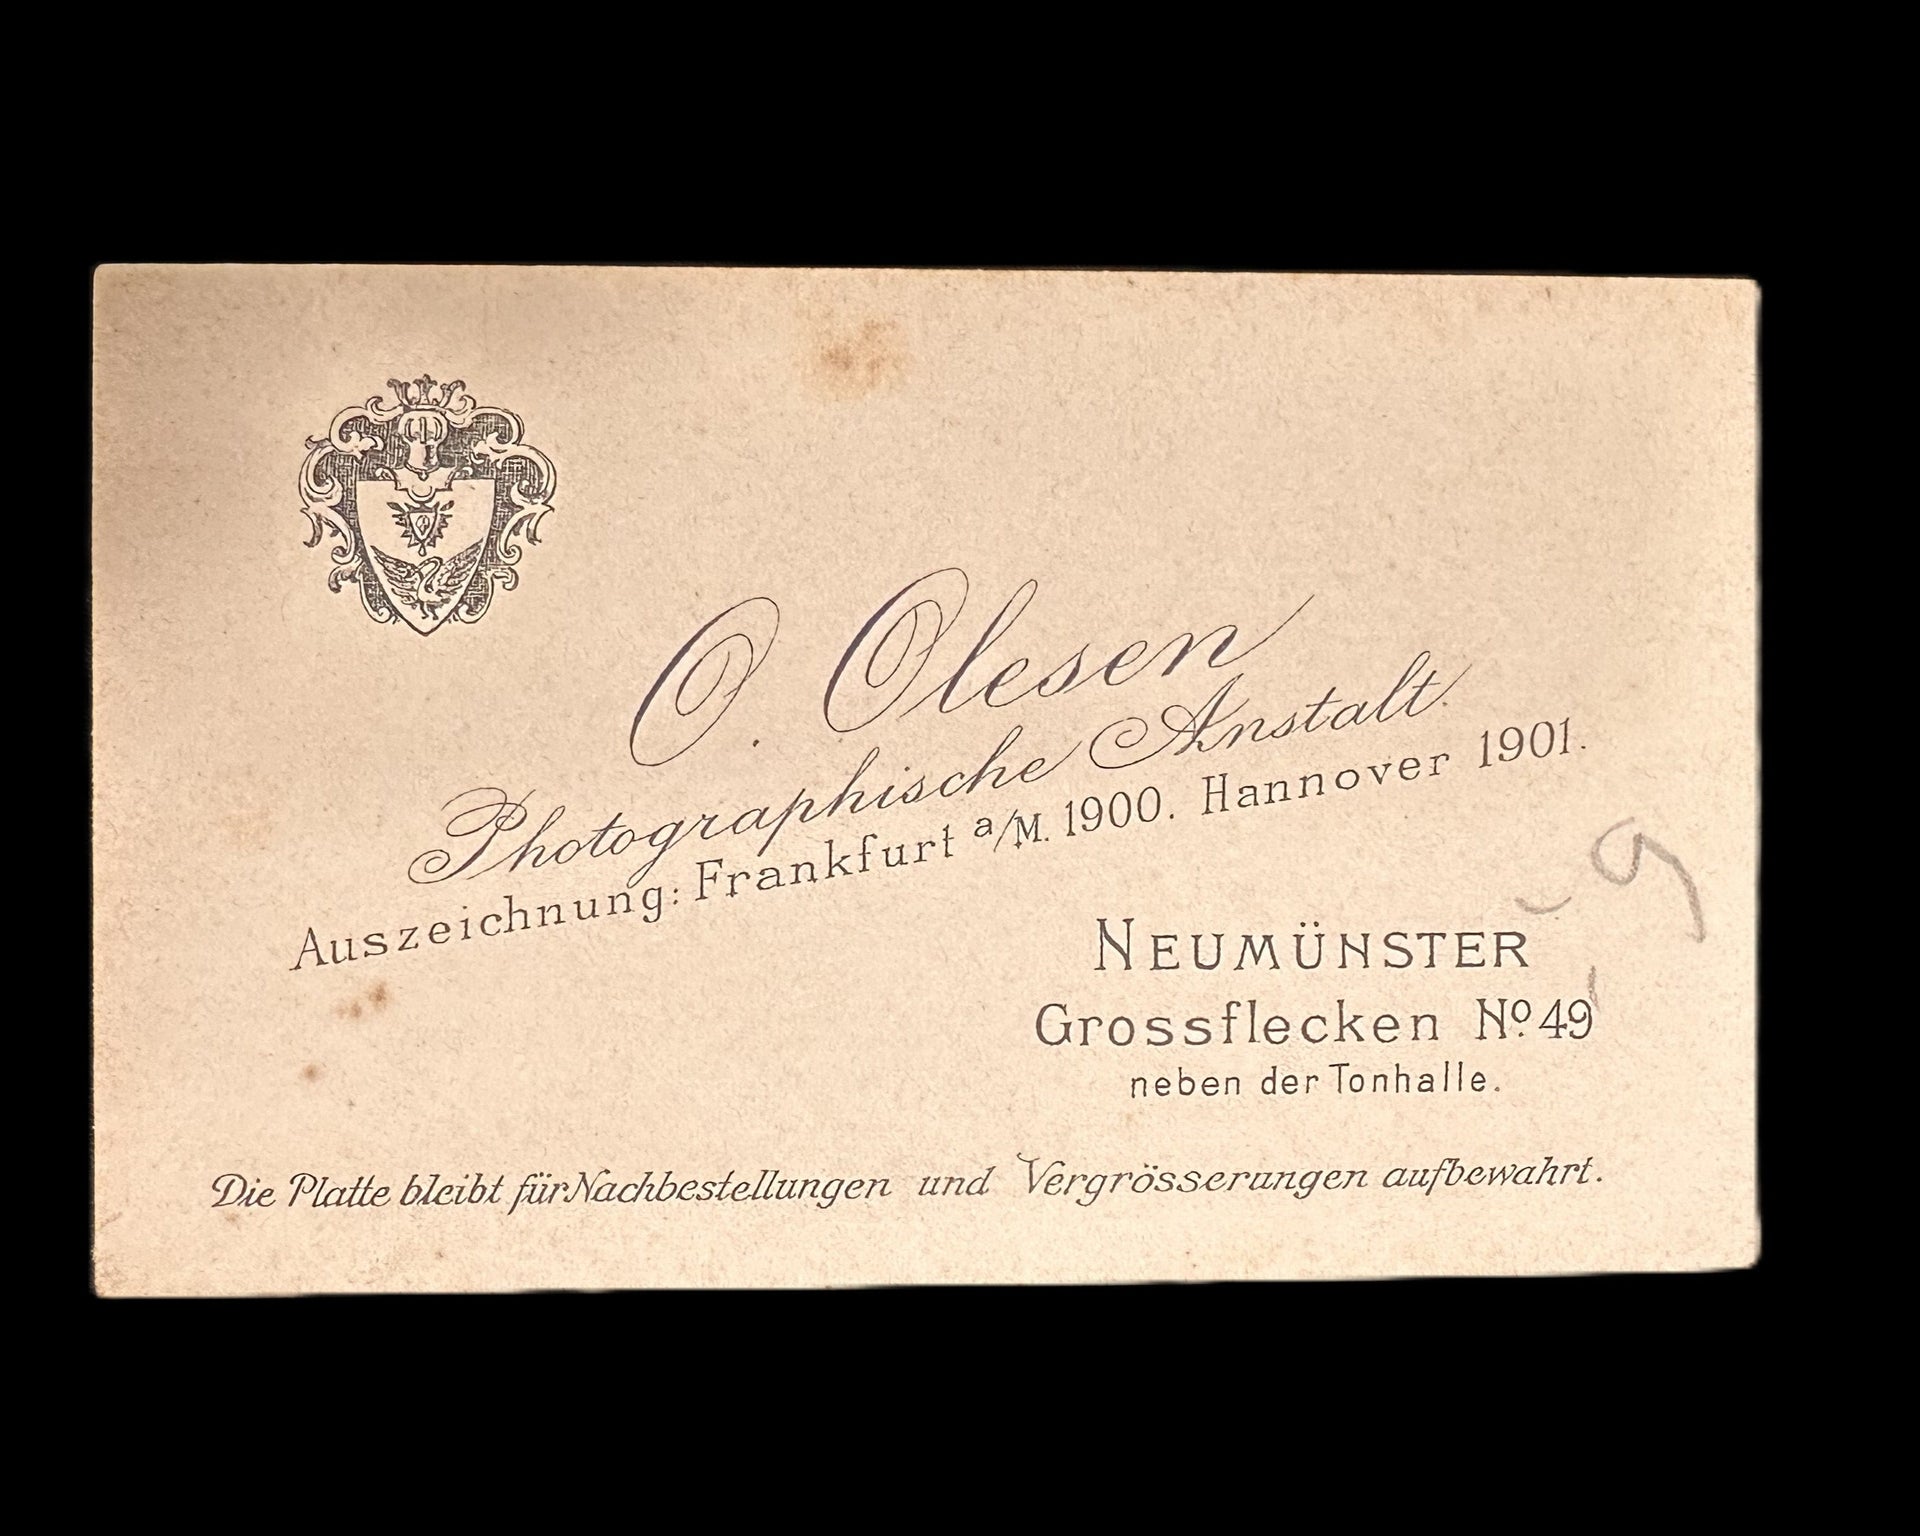 O. Olesen
Photographische Anstalt.
Auszeichnung: Frankfurt a/M. 1900. Hannover 1901.
9
NEUMÜNSTER
Grossflecken No 49
neben der Tonhalle.
Die Platte bleibt für Nachbestellungen und Vergrösserungen aufbewahrt.